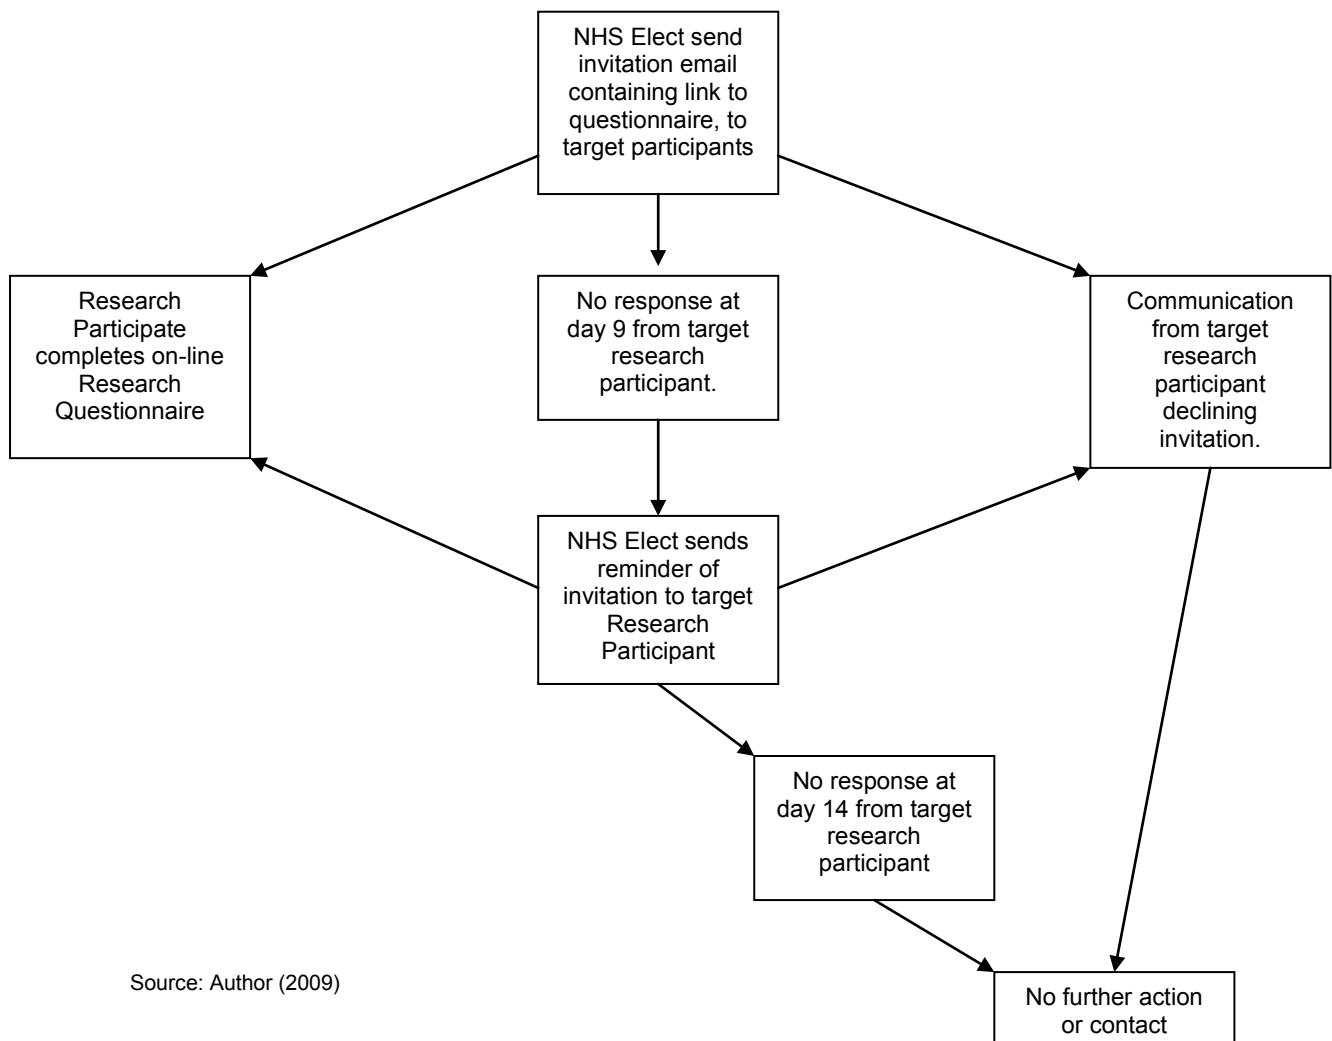 NHS Elect send
invitation email
containing link to
questionnaire, to
target participants
Research
Participate
completes on-line
Research
Questionnaire
No response at
day 9 from target
research
participant.
Communication
from target
research
participant
declining
invitation.
NHS Elect sends
reminder of
invitation to target
Research
Participant
No response at
day 14 from target
research
participant
Source: Author (2009)
No further action
or contact